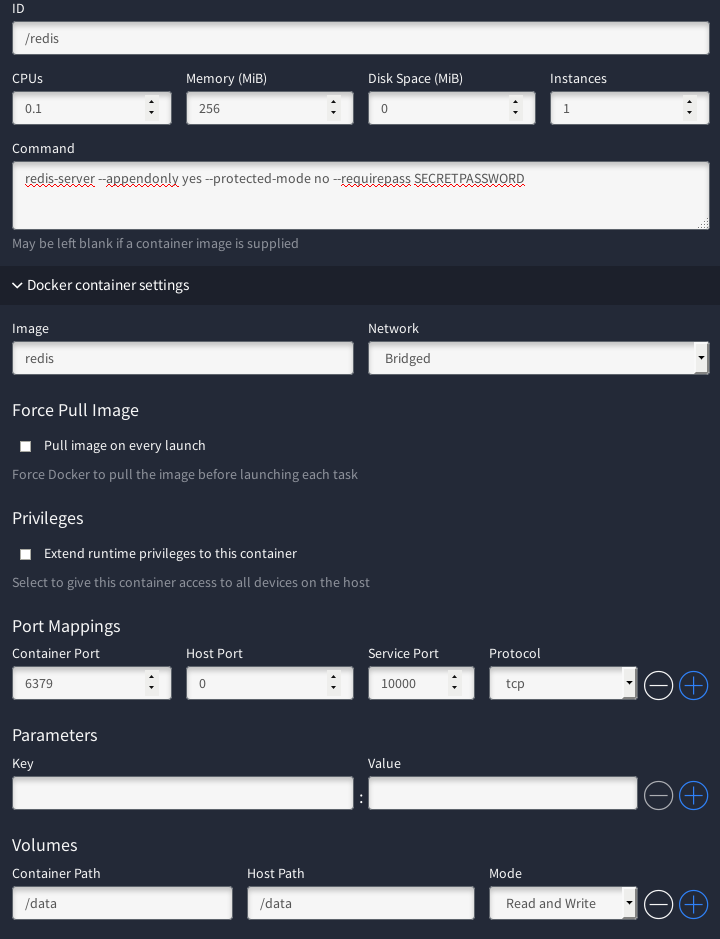 ID
/redis
CPUs Memory (MiB) Disk Space (MiB) Instances
0.1 256 0 1
Command
redis-server --appendonly yes --protected-mode no --requirepass SECRETPASSWORD
May be left blank if a container image is supplied
Docker container settings
Image Network
redis Bridged
Force Pull Image
Pull image on every launch
Force Docker to pull the image before launching each task
Privileges
Extend runtime privileges to this container
Select to give this container access to all devices on the host
Port Mappings
Container Port Host Port Service Port Protocol
6379 0 10000 tcp
Parameters
Key Value
:
Volumes
Container Path Host Path Mode
/data /data Read and Write